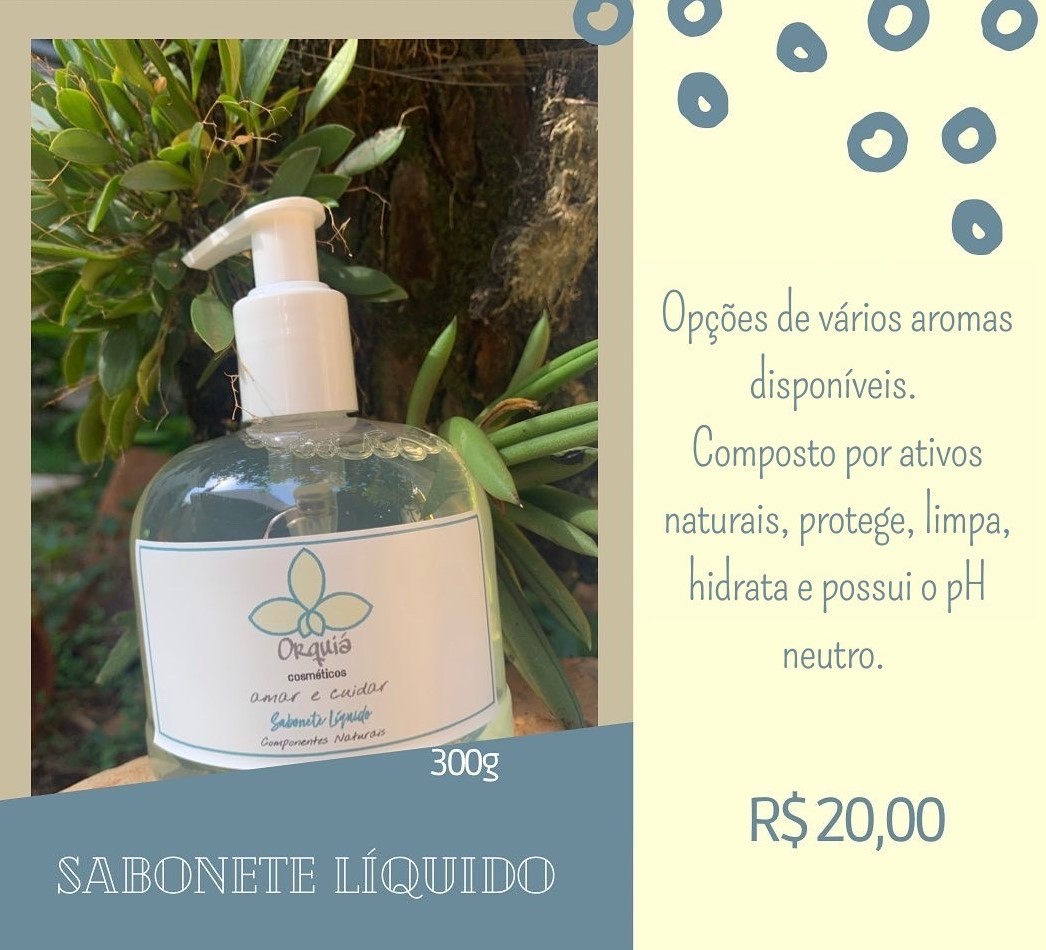 Opções de vários aromas
disponíveis.
Composto por ativos
naturais, protege, limpa,
hidrata e possui o pH
neutro.
R$ 20,00
Orquiá
cosméticos
amar e cuidar
Sabonete Líquido
Componentes Naturais
300g
SABONETE LÍQUIDO